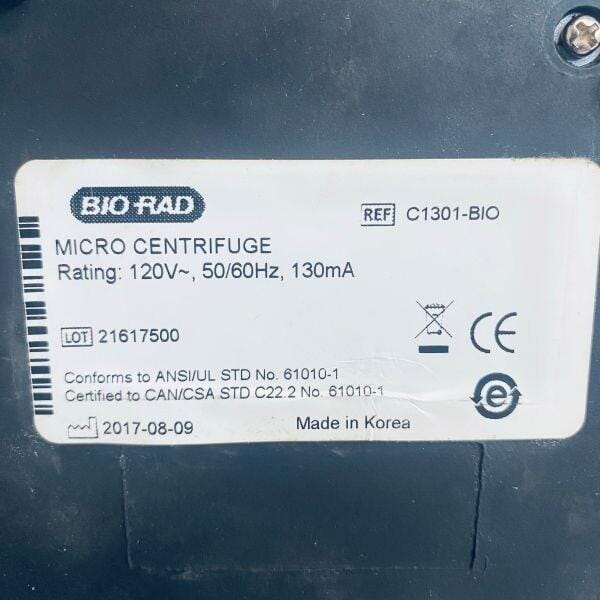 BIO-RAD
REF C1301-BIO
MICRO CENTRIFUGE
Rating: 120V~, 50/60Hz, 130mA
LOT 21617500
CE
Conforms to ANSI/UL STD No. 61010-1
Certified to CAN/CSA STD C22.2 No. 61010-1
e
2017-08-09
Made in Korea